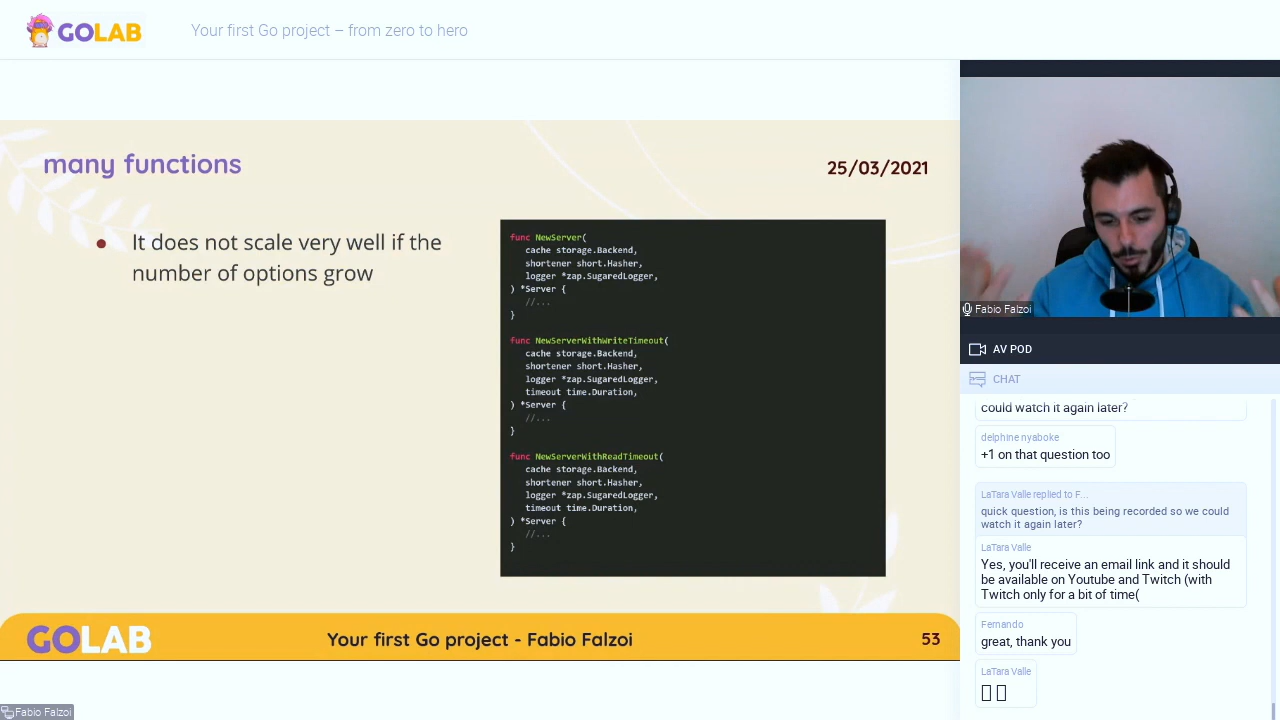 GOLAB
Your first Go project – from zero to hero
many functions
25/03/2021
It does not scale very well if the
number of options grow
func NewServer(
cache storage.Backend,
shortener short.Hasher,
logger *zap.SugaredLogger,
) *Server {
//...
}
func NewServerWithWriteTimeout(
cache storage.Backend,
shortener short.Hasher,
logger *zap.SugaredLogger,
timeout time.Duration,
) *Server {
//...
}
func NewServerWithReadTimeout(
cache storage.Backend,
shortener short.Hasher,
logger *zap.SugaredLogger,
timeout time.Duration,
) *Server {
//...
}
GOLAB
Your first Go project - Fabio Falzoi
53
Fabio Falzoi
Fabio Falzoi
AV POD
CHAT
could watch it again later?
delphine nyaboke
+1 on that question too
LaTara Valle replied to F...
quick question, is this being recorded so we could
watch it again later?
LaTara Valle
Yes, you'll receive an email link and it should
be available on Youtube and Twitch (with
Twitch only for a bit of time(
Fernando
great, thank you
LaTara Valle